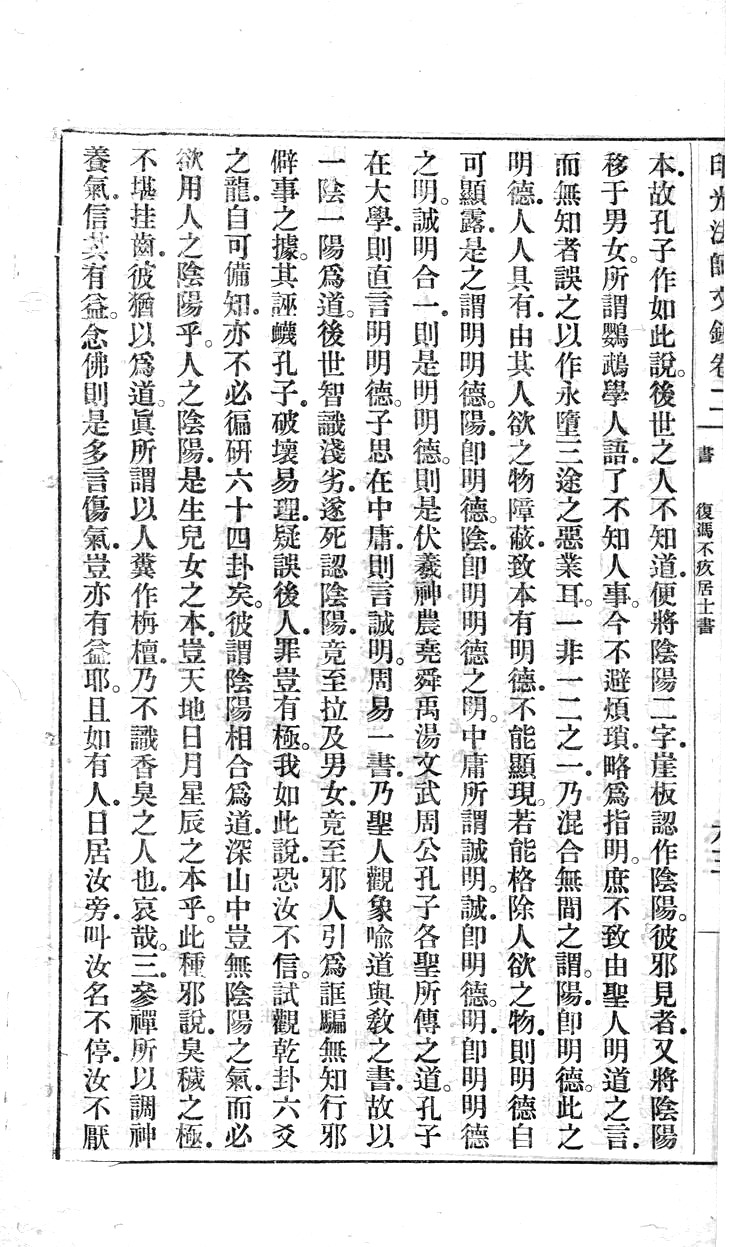 印光法師文鈔卷二　書　復馮不疚居士書
本故孔子作如此說。後世之人不知道。便將陰陽二字。崖板認作陰陽。彼邪見者。又將陰陽
移于男女。所謂鸚鵡學人語。了不知人事。今不避煩瑣。略為指明。庶不致由聖人明道之言。
而無知者誤之以作永墮三途之惡業耳。一非一二之一。乃混合無間之謂。陽卽明德。此之
明德。人人具有。由其人欲之物障蔽。致本有明德。不能顯現。若能格除人欲之物。則明德自
可顯露。是之謂明明德。陽卽明德。陰卽明明德之明。中庸所謂誠明。誠卽明德。明卽明明德
之明。誠明合一。則是明明德。則是伏羲神農堯舜禹湯文武周公孔子各聖所傳之道。孔子
在大學。則直言明明德。子思在中庸。則言誠明。周易一書。乃聖人觀象喻道與敎之書。故以
一陰一陽爲道。後世智識淺劣。遂死認陰陽。竟至拉及男女。竟至邪人引爲誆騙無知行邪
僻事之據。其誣衊孔子。破壞易理。疑誤後人。罪豈有極。我如此說。恐汝不信。試觀乾卦六爻
之龍。自可備知。亦不必徧研六十四卦矣。彼謂陰陽相合爲道。深山中豈無陰陽之氣。而必
欲用人之陰陽乎。人之陰陽。是生兒女之本。豈天地日月星辰之本乎。此種邪說。臭穢之極。
不堪挂齒。彼猶以爲道。眞所謂以人糞作栴檀。乃不識香臭之人也。哀哉。三。參禪所以調神
養氣。信其有益。念佛則是多言傷氣。豈亦有益耶。且如有人。日居汝旁。叫汝名不停。汝不厭